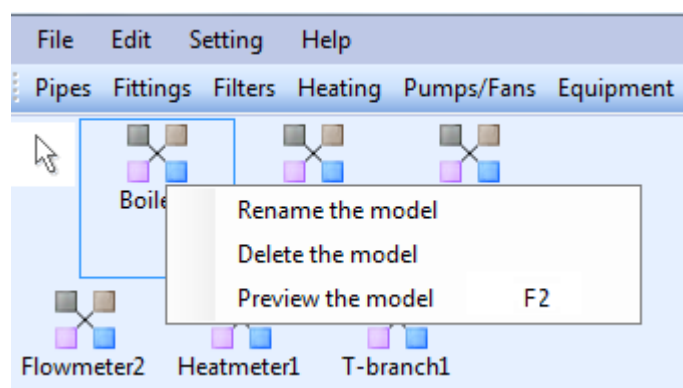 File Edit Setting Help
Pipes Fittings Filters Heating Pumps/Fans Equipment
Rename the model
Delete the model
Preview the model F2
Flowmeter2 Heatmeter1 T-branch1